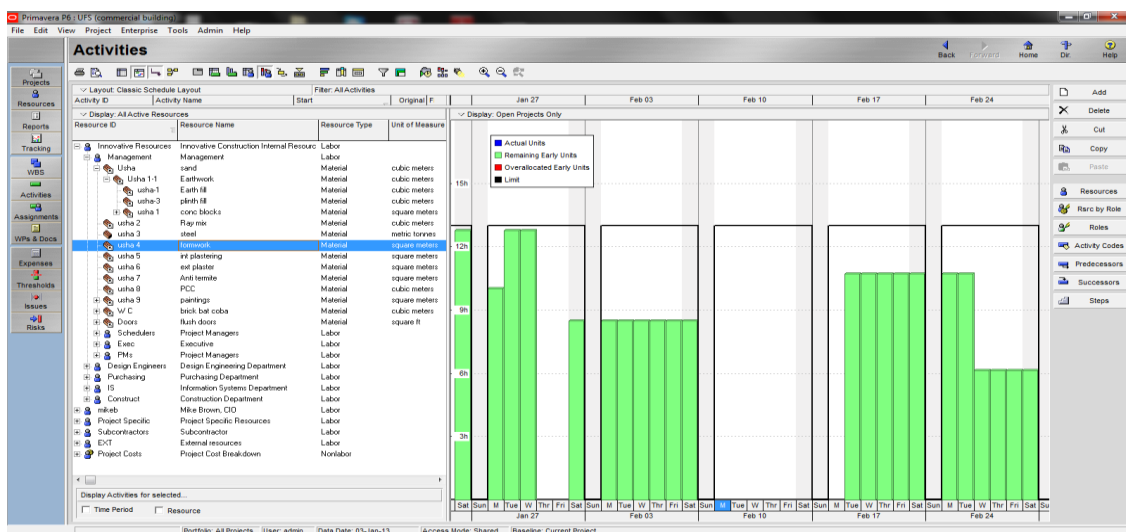 Primavera P6 : UFS (commercial building)
File Edit View Project Enterprise Tools Admin Help
Activities
Back Forward Home Dir. Help
Projects
Resources
Reports
Tracking
WBS
Activities
Assignments
WPs & Docs
Expenses
Thresholds
Issues
Risks
Layout: Classic Schedule Layout Filter: All Activities
Activity ID Activity Name Start Original F
Display: All Active Resources
Resource ID Resource Name Resource Type Unit of Measure
Innovative Resources Innovative Construction Internal Resourc Labor
Management Management Labor
Usha sand Material cubic meters
Usha 1-1 Earthwork Material cubic meters
usha-1 Earth fill Material cubic meters
usha-3 plinth fill Material cubic meters
usha 1 conc blocks Material square meters
usha 2 Ray mix Material cubic meters
usha 3 steel Material metric tonnes
usha 4 formwork Material square meters
usha 5 int plastering Material square meters
usha 6 ext plaster Material square meters
usha 7 Anti termite Material square meters
usha 8 PCC Material cubic meters
usha 9 paintings Material square meters
W C brick bat coba Material cubic meters
Doors flush doors Material square ft
Schedulers Project Managers Labor
Exec Executive Labor
PMs Project Managers Labor
Design Engineers Design Engineering Department Labor
Purchasing Purchasing Department Labor
IS Information Systems Department Labor
Construct Construction Department Labor
mikeb Mike Brown, CIO Labor
Project Specific Project Specific Resources Labor
Subcontractors Subcontractor Labor
EXT External resources Labor
Project Costs Project Cost Breakdown Nonlabor
Display Activities for selected...
Time Period Resource
Jan 27 Feb 03 Feb 10 Feb 17 Feb 24
Display: Open Projects Only
Actual Units
Remaining Early Units
Overallocated Early Units
Limit
15h
12h
9h
6h
3h
Sat Sun M Tue W Thr Fri Sat Sun M Tue W Thr Fri Sat Sun M Tue W Thr Fri Sat Sun M Tue W Thr Fri Sat Sun M Tue W Thr Fri Sat Su
Jan 27 Feb 03 Feb 10 Feb 17 Feb 24
Add
Delete
Cut
Copy
Paste
Resources
Rsrc by Role
Roles
Activity Codes
Predecessors
Successors
Steps
Portfolio: All Projects User: admin Data Date: 03-Jan-13 Access Mode: Shared Baseline: Current Project